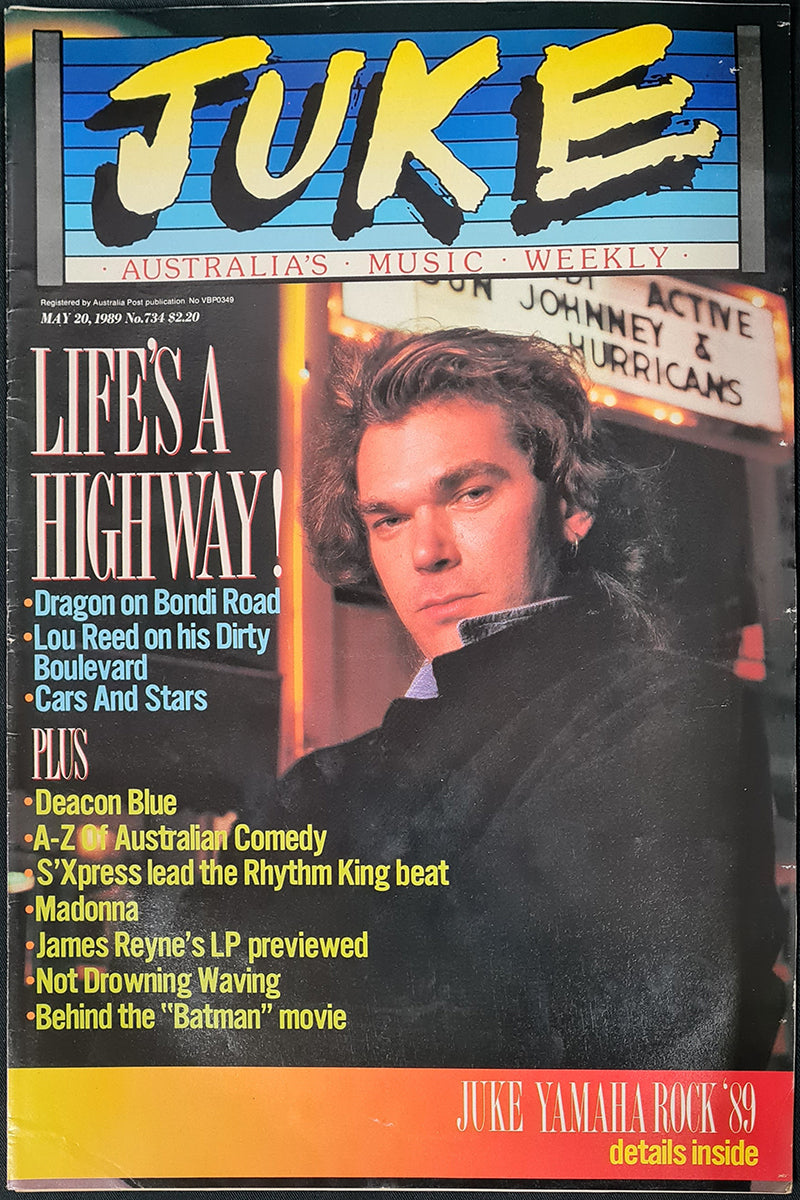 JUKE
· AUSTRALIA'S · MUSIC · WEEKLY ·
Registered by Australia Post publication. No VBP0349
MAY 20, 1989 No.734 $2.20
ACTIVE
JOHNNEY &
HURRICANS
LIFE'S A
HIGHWAY!
•Dragon on Bondi Road
•Lou Reed on his Dirty
Boulevard
•Cars And Stars
PLUS
•Deacon Blue
•A-Z Of Australian Comedy
•S'Xpress lead the Rhythm King beat
•Madonna
•James Reyne's LP previewed
•Not Drowning Waving
•Behind the "Batman" movie
JUKE YAMAHA ROCK '89
details inside